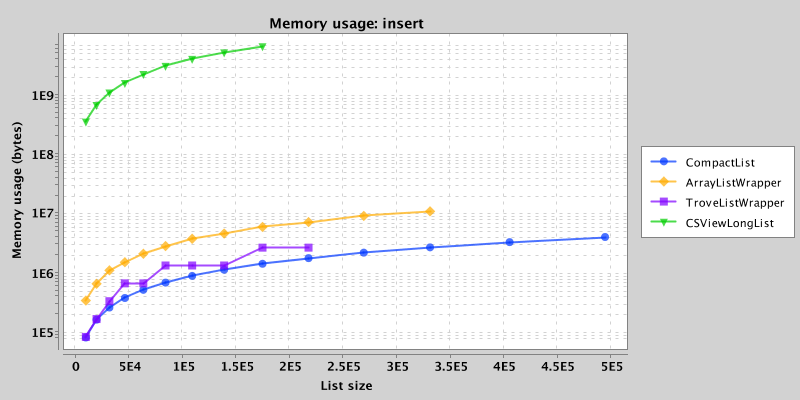 Memory usage: insert
Memory usage (bytes)
1E9
1E8
1E7
1E6
1E5
0 5E4 1E5 1.5E5 2E5 2.5E5 3E5 3.5E5 4E5 4.5E5 5E5
List size
CompactList
ArrayListWrapper
TroveListWrapper
CSViewLongList